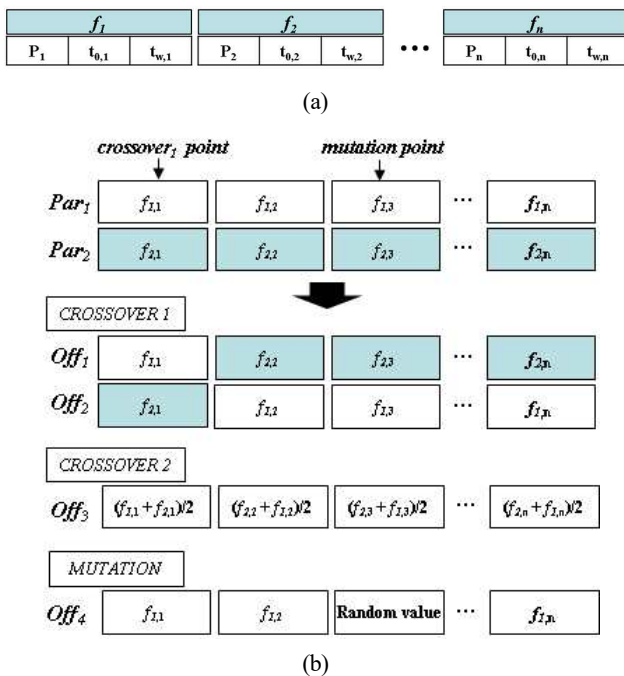 f1 f2 fn
P1 t0,1 tw,1 P2 t0,2 tw,2 ••• Pn t0,n tw,n
(a)
crossover1 point mutation point
Par1 f1,1 f1,2 f1,3 ... f1,n
Par2 f2,1 f2,2 f2,3 ... f2,n
CROSSOVER 1
Off1 f1,1 f2,2 f2,3 ... f2,n
Off2 f2,1 f1,2 f1,3 ... f1,n
CROSSOVER 2
Off3 (f1,1+f2,1)/2 (f2,2+f1,2)/2 (f2,3+f1,3)/2 ... (f2,n+f1,n)/2
MUTATION
Off4 f1,1 f1,2 Random value ... f1,n
(b)